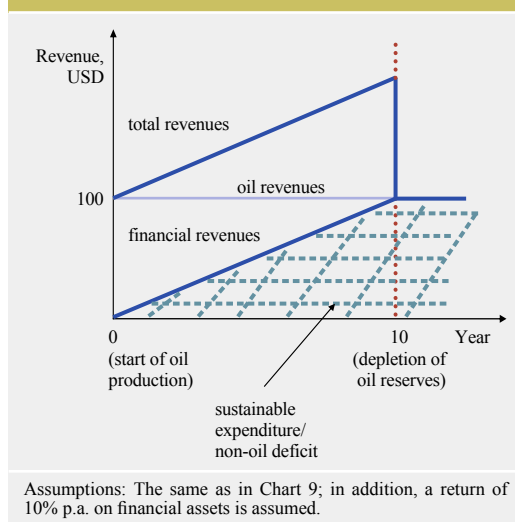 Revenue,
USD
total revenues
oil revenues
100
financial revenues
0
10
Year
(start of oil
production)
(depletion of
oil reserves)
sustainable
expenditure/
non-oil deficit
Assumptions: The same as in Chart 9; in addition, a return of
10% p.a. on financial assets is assumed.